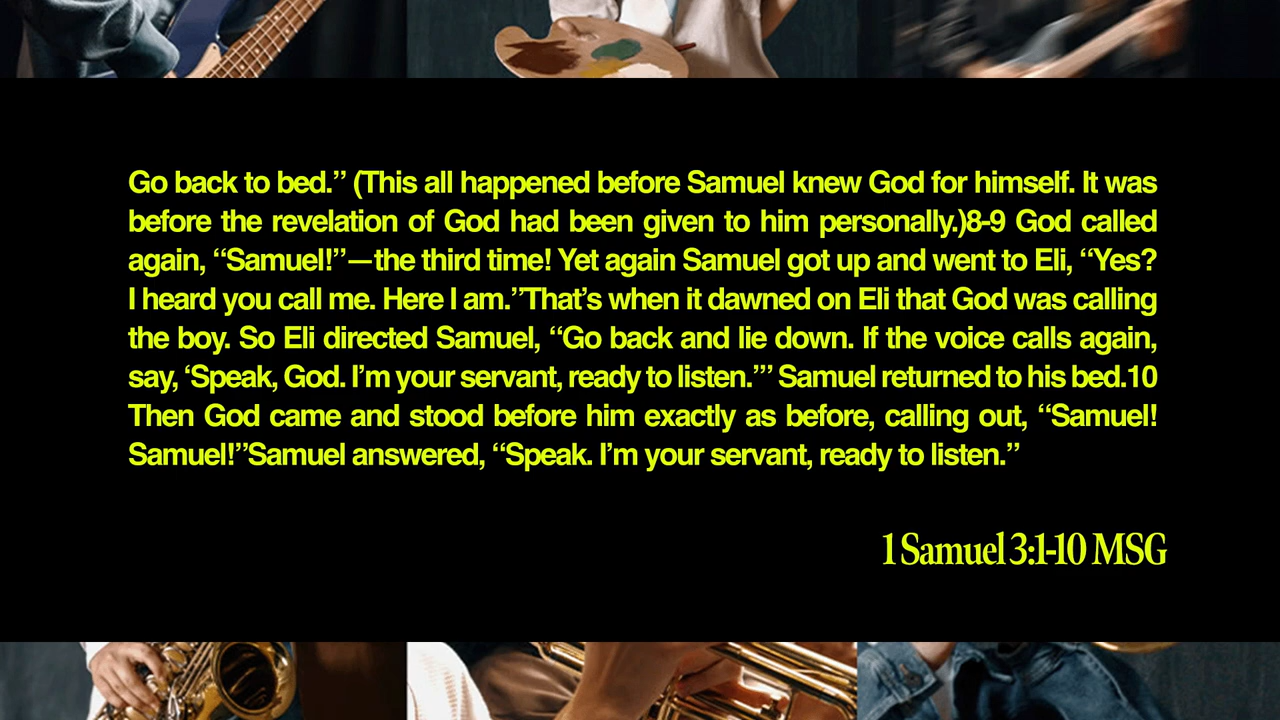 Go back to bed.” (This all happened before Samuel knew God for himself. It was
before the revelation of God had been given to him personally.)8-9 God called
again, “Samuel!”—the third time! Yet again Samuel got up and went to Eli, “Yes?
I heard you call me. Here I am.”That’s when it dawned on Eli that God was calling
the boy. So Eli directed Samuel, “Go back and lie down. If the voice calls again,
say, ‘Speak, God. I’m your servant, ready to listen.’” Samuel returned to his bed.10
Then God came and stood before him exactly as before, calling out, “Samuel!
Samuel!”Samuel answered, “Speak. I’m your servant, ready to listen.”
1 Samuel 3:1-10 MSG